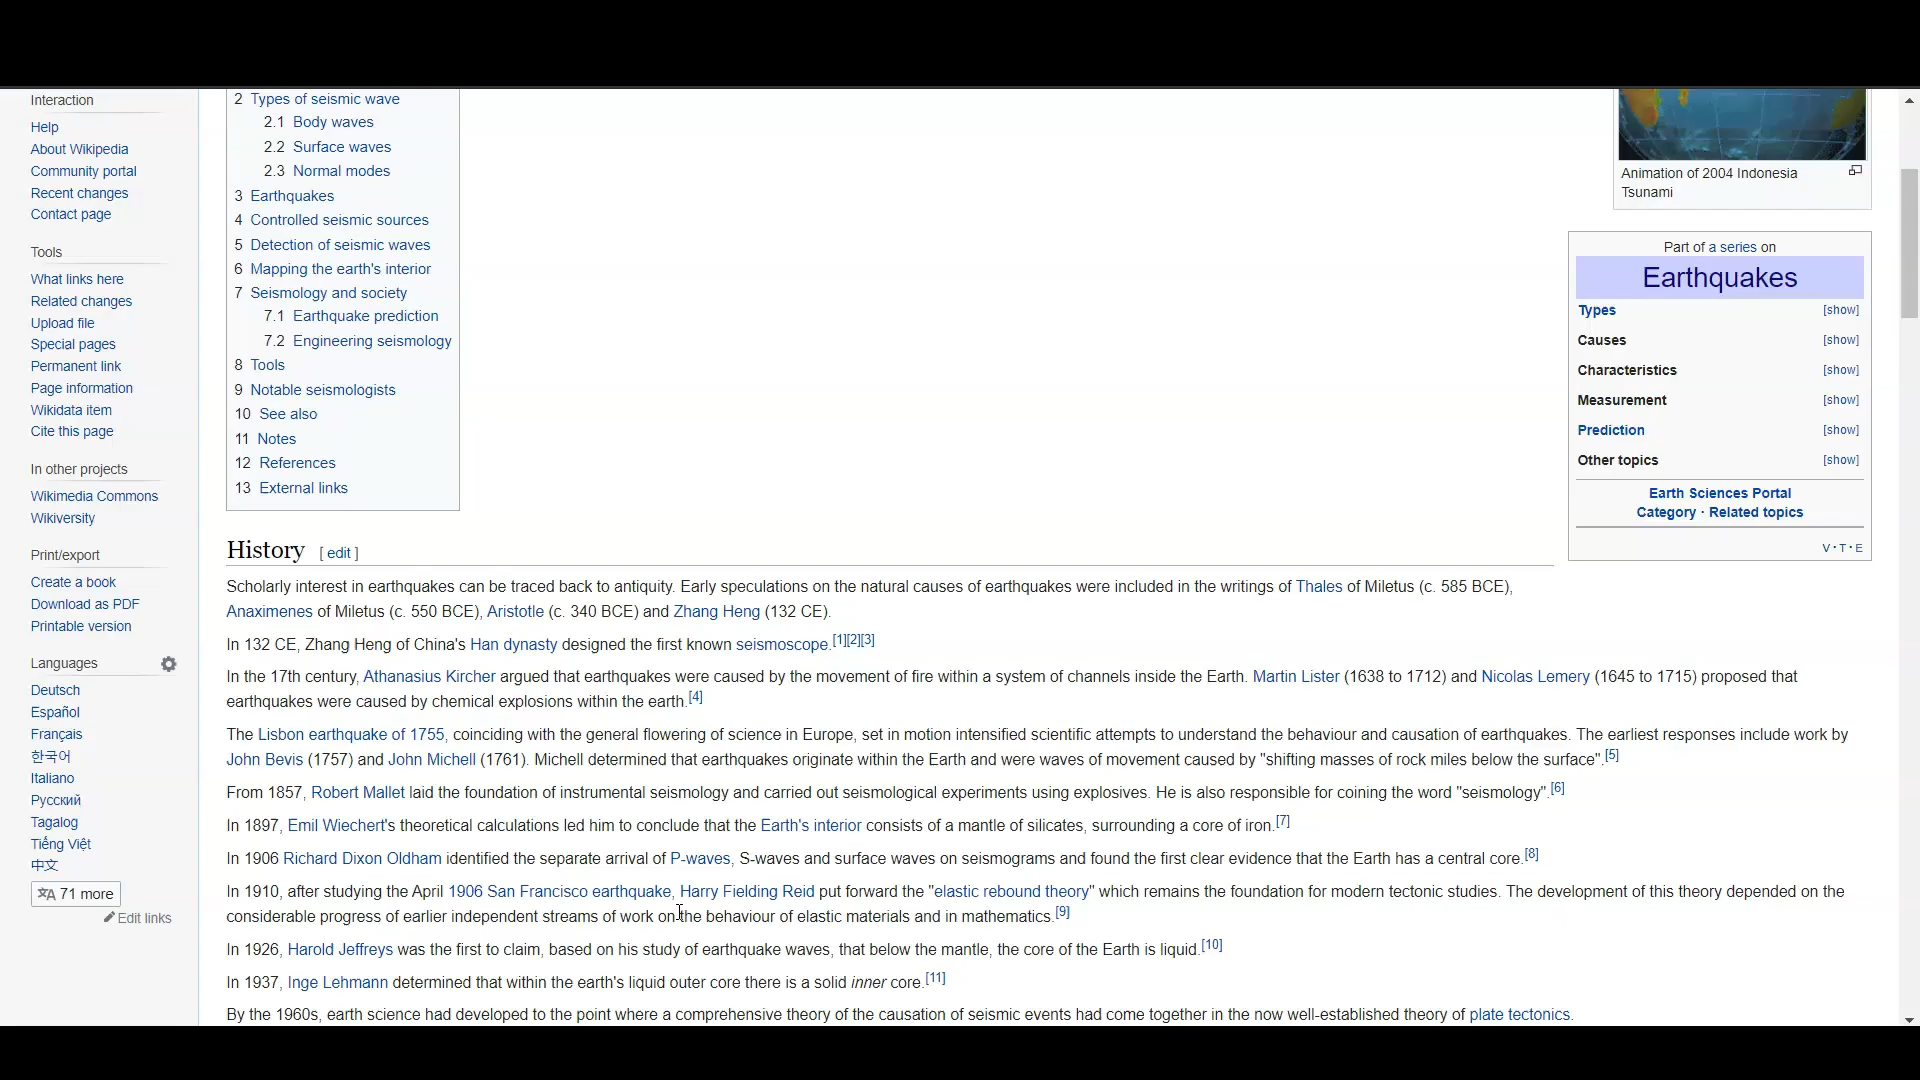 Interaction
Help
About Wikipedia
Community portal
Recent changes
Contact page
Tools
What links here
Related changes
Upload file
Special pages
Permanent link
Page information
Wikidata item
Cite this page
In other projects
Wikimedia Commons
Wikiversity
Print/export
Create a book
Download as PDF
Printable version
Languages
Deutsch
Español
Français
한국어
Italiano
Русский
Tagalog
Tiếng Việt
中文
71 more
Edit links
2 Types of seismic wave
2.1 Body waves
2.2 Surface waves
2.3 Normal modes
3 Earthquakes
4 Controlled seismic sources
5 Detection of seismic waves
6 Mapping the earth's interior
7 Seismology and society
7.1 Earthquake prediction
7.2 Engineering seismology
8 Tools
9 Notable seismologists
10 See also
11 Notes
12 References
13 External links
Animation of 2004 Indonesia
Tsunami
Part of a series on
Earthquakes
Types [show]
Causes [show]
Characteristics [show]
Measurement [show]
Prediction [show]
Other topics [show]
Earth Sciences Portal
Category · Related topics
V · T · E
History [ edit ]
Scholarly interest in earthquakes can be traced back to antiquity. Early speculations on the natural causes of earthquakes were included in the writings of Thales of Miletus (c. 585 BCE),
Anaximenes of Miletus (c. 550 BCE), Aristotle (c. 340 BCE) and Zhang Heng (132 CE).
In 132 CE, Zhang Heng of China's Han dynasty designed the first known seismoscope.[1][2][3]
In the 17th century, Athanasius Kircher argued that earthquakes were caused by the movement of fire within a system of channels inside the Earth. Martin Lister (1638 to 1712) and Nicolas Lemery (1645 to 1715) proposed that
earthquakes were caused by chemical explosions within the earth.[4]
The Lisbon earthquake of 1755, coinciding with the general flowering of science in Europe, set in motion intensified scientific attempts to understand the behaviour and causation of earthquakes. The earliest responses include work by
John Bevis (1757) and John Michell (1761). Michell determined that earthquakes originate within the Earth and were waves of movement caused by "shifting masses of rock miles below the surface".[5]
From 1857, Robert Mallet laid the foundation of instrumental seismology and carried out seismological experiments using explosives. He is also responsible for coining the word "seismology".[6]
In 1897, Emil Wiechert's theoretical calculations led him to conclude that the Earth's interior consists of a mantle of silicates, surrounding a core of iron.[7]
In 1906 Richard Dixon Oldham identified the separate arrival of P-waves, S-waves and surface waves on seismograms and found the first clear evidence that the Earth has a central core.[8]
In 1910, after studying the April 1906 San Francisco earthquake, Harry Fielding Reid put forward the "elastic rebound theory" which remains the foundation for modern tectonic studies. The development of this theory depended on the
considerable progress of earlier independent streams of work on the behaviour of elastic materials and in mathematics.[9]
In 1926, Harold Jeffreys was the first to claim, based on his study of earthquake waves, that below the mantle, the core of the Earth is liquid.[10]
In 1937, Inge Lehmann determined that within the earth's liquid outer core there is a solid inner core.[11]
By the 1960s, earth science had developed to the point where a comprehensive theory of the causation of seismic events had come together in the now well-established theory of plate tectonics.